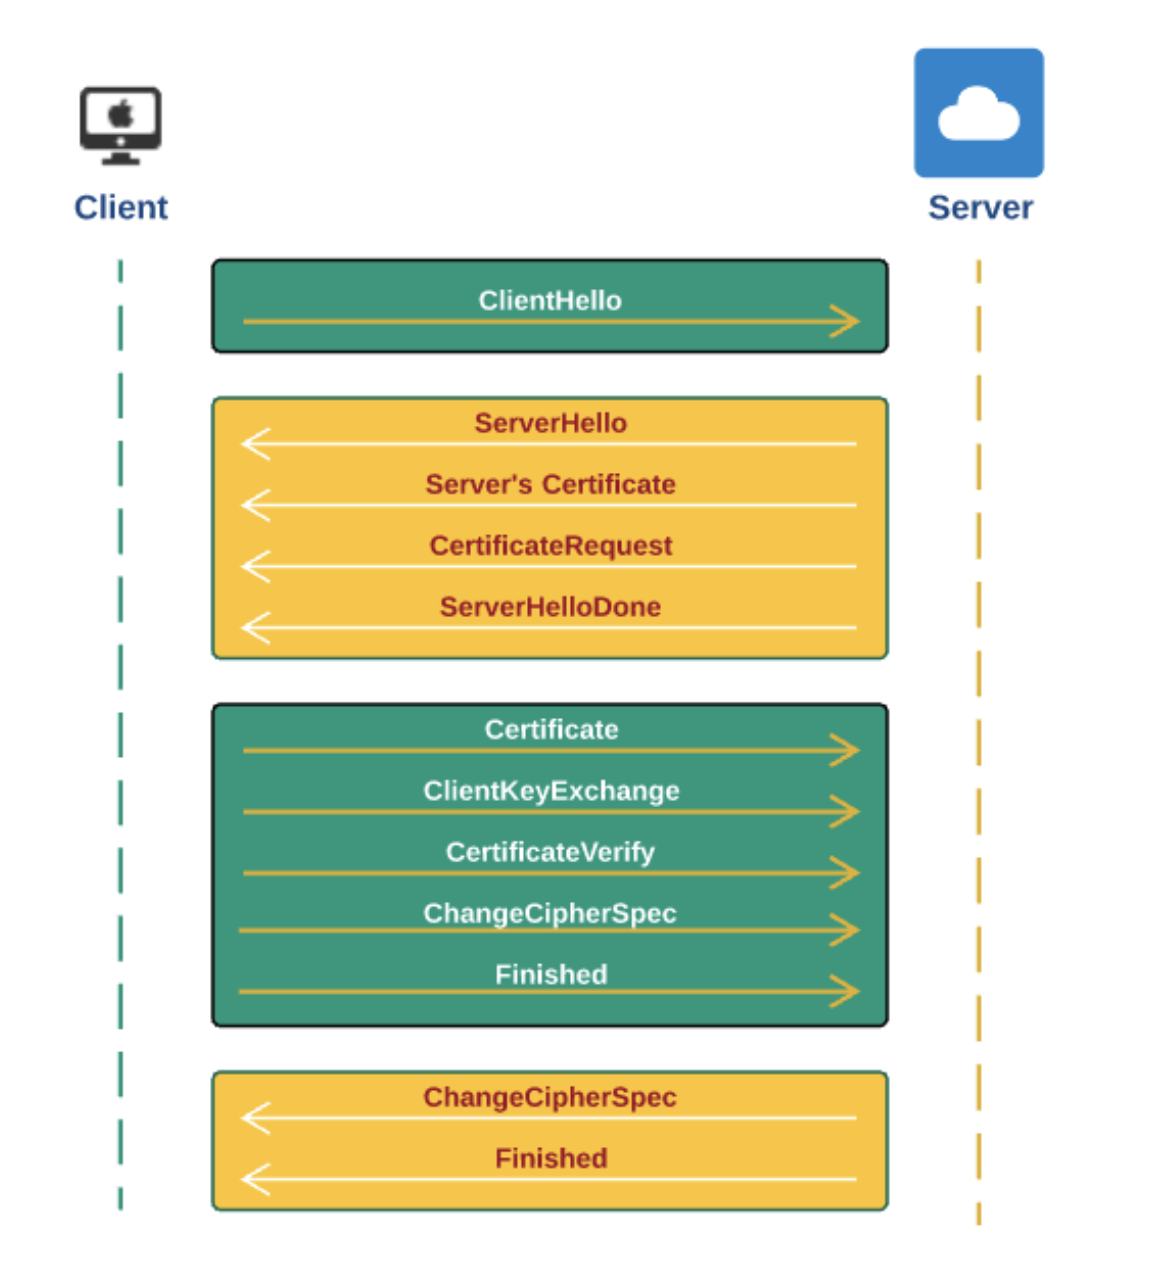 Client
Server
ClientHello
ServerHello
Server's Certificate
CertificateRequest
ServerHelloDone
Certificate
ClientKeyExchange
CertificateVerify
ChangeCipherSpec
Finished
ChangeCipherSpec
Finished